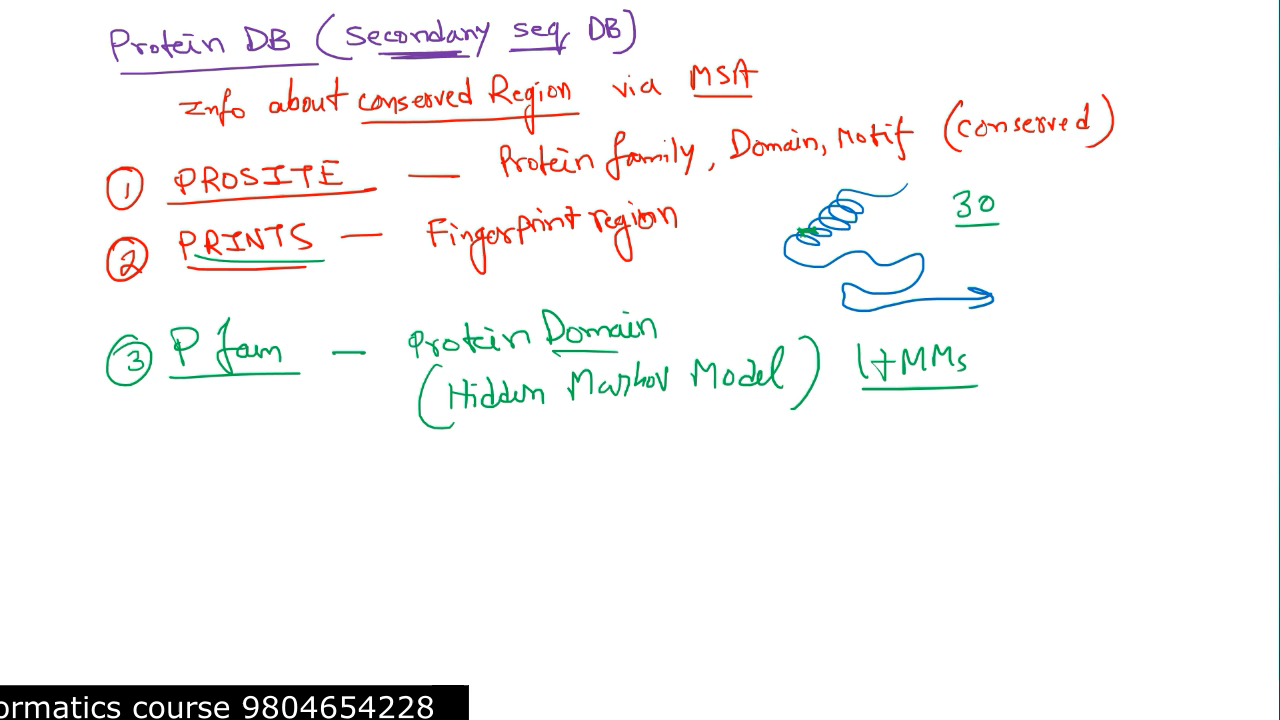 Protein DB (Secondary seq. DB)
Info about conserved Region via MSA
① PROSITE — Protein family, Domain, Motif (conserved)
② PRINTS — Fingerprint region
30
③ Pfam — Protein Domain
(Hidden Markov Model) HMMs
ormatics course 9804654228